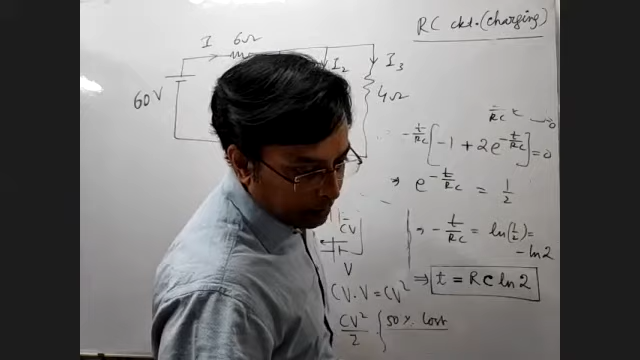 RC ckt. (charging)
I 6Ω
I₂ I₃
60V 4Ω
-t/RC [-1 + 2e^(-t/RC)] = 0
⇒ e^(-t/RC) = 1/2
CV
V
⇒ -t/RC = ln(1/2) =
-ln2
⇒ t = RC ln2
CV.V = CV²
CV²/2 { 50% lost